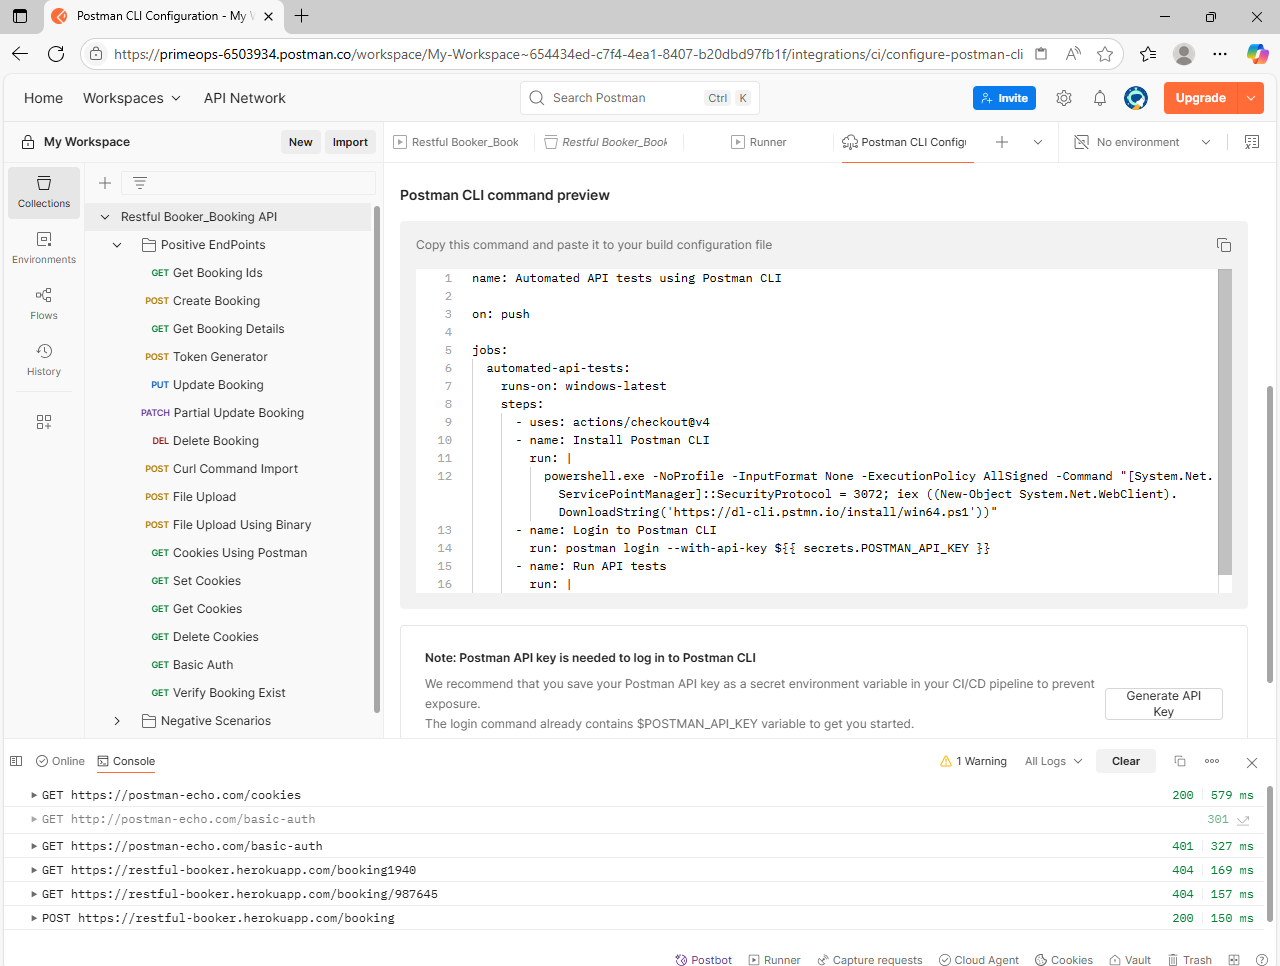 Postman CLI Configuration - My W
https://primeops-6503934.postman.co/workspace/My-Workspace~654434ed-c7f4-4ea1-8407-b20dbd97fb1f/integrations/ci/configure-postman-cli
Home Workspaces API Network Search Postman Ctrl K Invite Upgrade
My Workspace New Import Restful Booker_Book Restful Booker_Book Runner Postman CLI Configu No environment
Collections
Environments
Flows
History
Restful Booker_Booking API
Positive EndPoints
GET Get Booking Ids
POST Create Booking
GET Get Booking Details
POST Token Generator
PUT Update Booking
PATCH Partial Update Booking
DEL Delete Booking
POST Curl Command Import
POST File Upload
POST File Upload Using Binary
GET Cookies Using Postman
GET Set Cookies
GET Get Cookies
GET Delete Cookies
GET Basic Auth
GET Verify Booking Exist
Negative Scenarios
Postman CLI command preview
Copy this command and paste it to your build configuration file
1 name: Automated API tests using Postman CLI
2
3 on: push
4
5 jobs:
6 automated-api-tests:
7 runs-on: windows-latest
8 steps:
9 - uses: actions/checkout@v4
10 - name: Install Postman CLI
11 run: |
12 powershell.exe -NoProfile -InputFormat None -ExecutionPolicy AllSigned -Command "[System.Net.
ServicePointManager]::SecurityProtocol = 3072; iex ((New-Object System.Net.WebClient).
DownloadString('https://dl-cli.pstmn.io/install/win64.ps1'))"
13 - name: Login to Postman CLI
14 run: postman login --with-api-key ${{ secrets.POSTMAN_API_KEY }}
15 - name: Run API tests
16 run: |
Note: Postman API key is needed to log in to Postman CLI
We recommend that you save your Postman API key as a secret environment variable in your CI/CD pipeline to prevent
exposure.
The login command already contains $POSTMAN_API_KEY variable to get you started.
Generate API
Key
Online Console 1 Warning All Logs Clear
GET https://postman-echo.com/cookies 200 579 ms
GET http://postman-echo.com/basic-auth 301
GET https://postman-echo.com/basic-auth 401 327 ms
GET https://restful-booker.herokuapp.com/booking1940 404 169 ms
GET https://restful-booker.herokuapp.com/booking/987645 404 157 ms
POST https://restful-booker.herokuapp.com/booking 200 150 ms
Postbot Runner Capture requests Cloud Agent Cookies Vault Trash